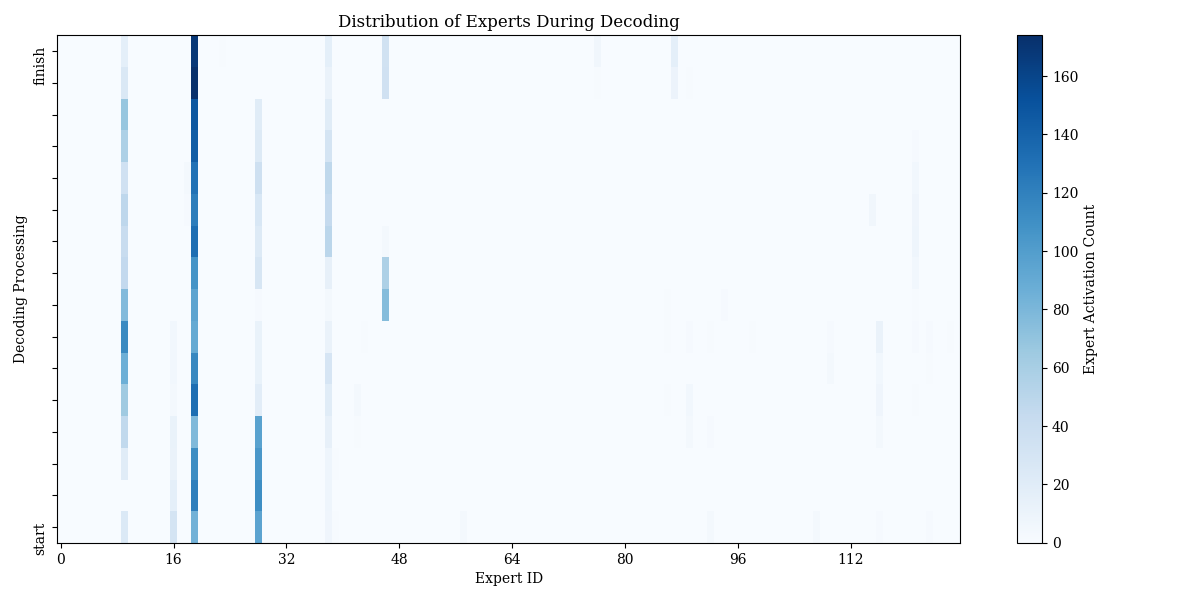 Distribution of Experts During Decoding
finish
Decoding Processing
start
0 16 32 48 64 80 96 112
Expert ID
160
140
120
100
80
60
40
20
0
Expert Activation Count